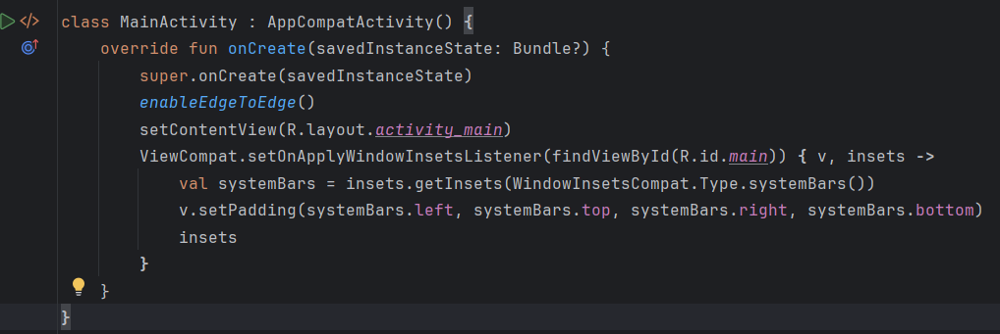 class MainActivity : AppCompatActivity() {
    override fun onCreate(savedInstanceState: Bundle?) {
        super.onCreate(savedInstanceState)
        enableEdgeToEdge()
        setContentView(R.layout.activity_main)
        ViewCompat.setOnApplyWindowInsetsListener(findViewById(R.id.main)) { v, insets ->
            val systemBars = insets.getInsets(WindowInsetsCompat.Type.systemBars())
            v.setPadding(systemBars.left, systemBars.top, systemBars.right, systemBars.bottom)
            insets
        }
    }
}